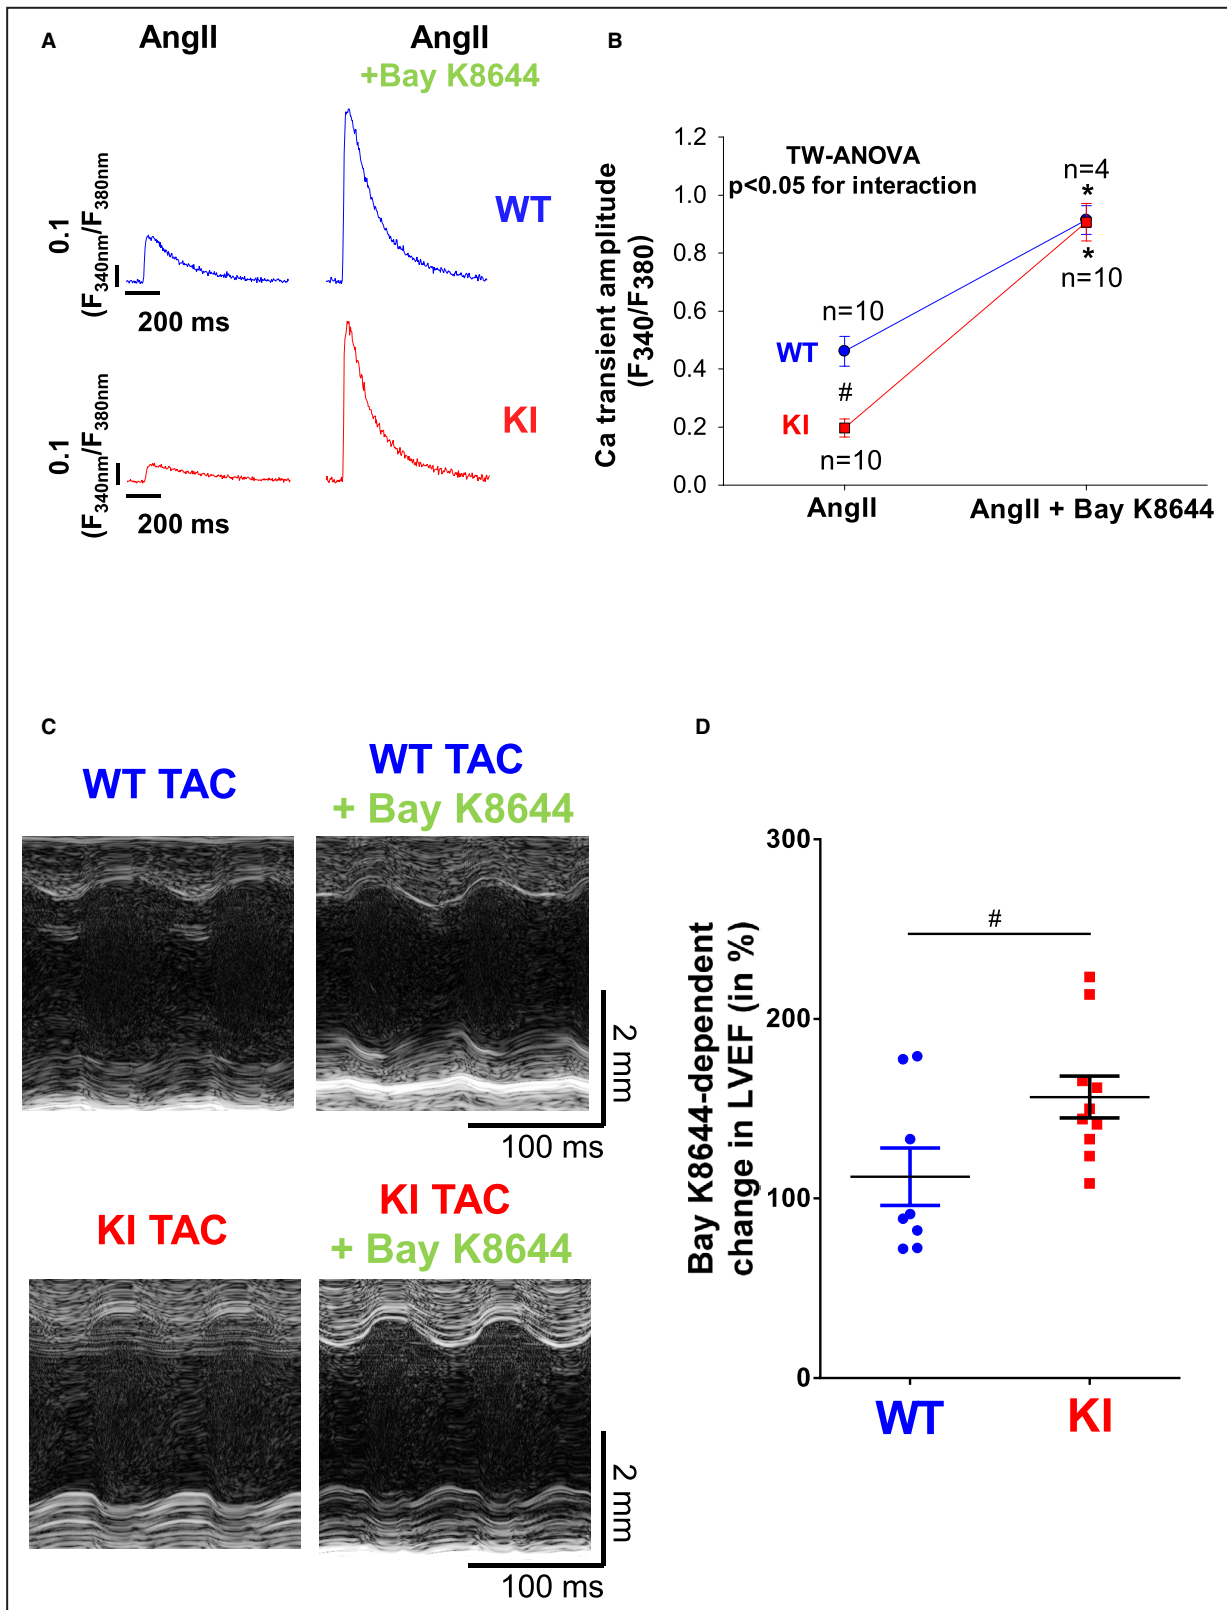 A
AngII
AngII
+Bay K8644
0.1
(F340nm/F380nm
200 ms
WT
0.1
(F340nm/F380nm
200 ms
KI
B
Ca transient amplitude
(F340/F380)
1.2
1.0
0.8
0.6
0.4
0.2
0.0
TW-ANOVA
p<0.05 for interaction
n=4
*
*
n=10
n=10
WT
#
KI
n=10
AngII
AngII + Bay K8644
C
WT TAC
WT TAC
+ Bay K8644
2 mm
100 ms
KI TAC
KI TAC
+ Bay K8644
2 mm
100 ms
D
Bay K8644-dependent
change in LVEF (in %)
300
200
100
0
#
WT
KI